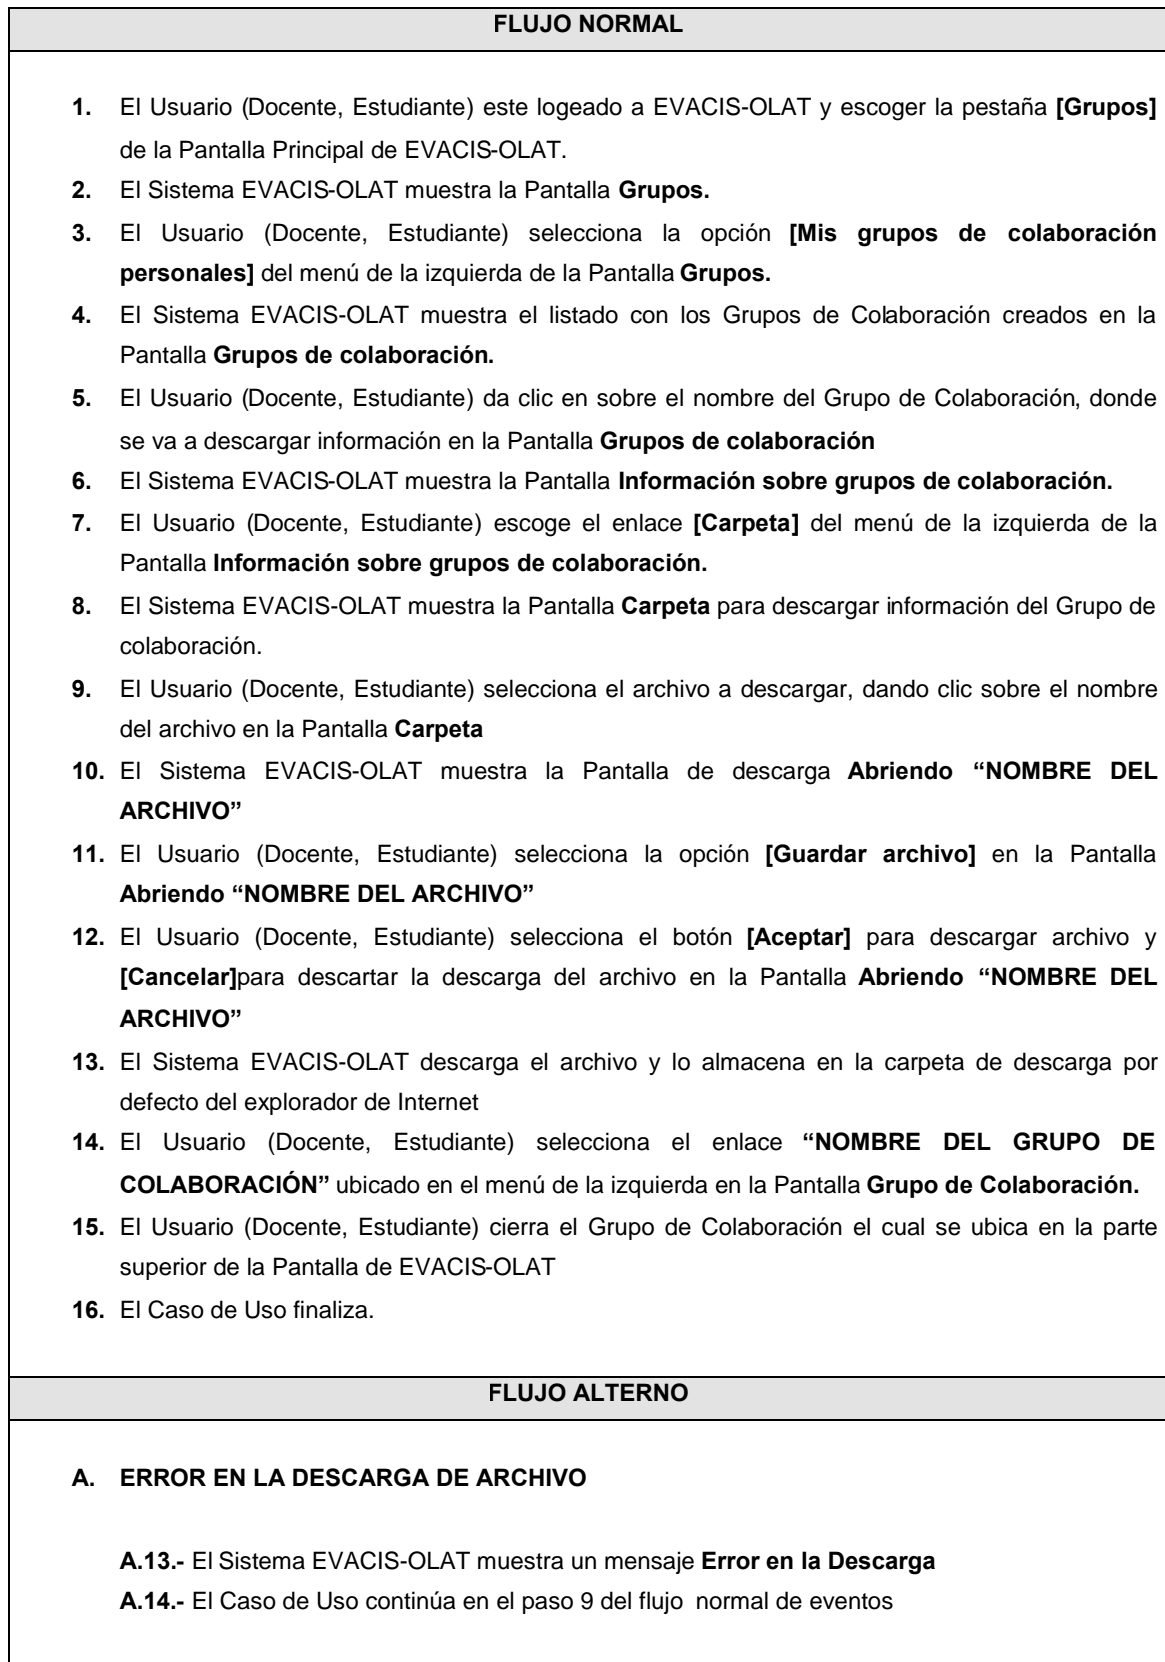 FLUJO NORMAL
1. El Usuario (Docente, Estudiante) este logeado a EVACIS-OLAT y escoger la pestaña [Grupos]
de la Pantalla Principal de EVACIS-OLAT.
2. El Sistema EVACIS-OLAT muestra la Pantalla Grupos.
3. El Usuario (Docente, Estudiante) selecciona la opción [Mis grupos de colaboración
personales] del menú de la izquierda de la Pantalla Grupos.
4. El Sistema EVACIS-OLAT muestra el listado con los Grupos de Colaboración creados en la
Pantalla Grupos de colaboración.
5. El Usuario (Docente, Estudiante) da clic en sobre el nombre del Grupo de Colaboración, donde
se va a descargar información en la Pantalla Grupos de colaboración
6. El Sistema EVACIS-OLAT muestra la Pantalla Información sobre grupos de colaboración.
7. El Usuario (Docente, Estudiante) escoge el enlace [Carpeta] del menú de la izquierda de la
Pantalla Información sobre grupos de colaboración.
8. El Sistema EVACIS-OLAT muestra la Pantalla Carpeta para descargar información del Grupo de
colaboración.
9. El Usuario (Docente, Estudiante) selecciona el archivo a descargar, dando clic sobre el nombre
del archivo en la Pantalla Carpeta
10. El Sistema EVACIS-OLAT muestra la Pantalla de descarga Abriendo “NOMBRE DEL
ARCHIVO”
11. El Usuario (Docente, Estudiante) selecciona la opción [Guardar archivo] en la Pantalla
Abriendo “NOMBRE DEL ARCHIVO”
12. El Usuario (Docente, Estudiante) selecciona el botón [Aceptar] para descargar archivo y
[Cancelar]para descartar la descarga del archivo en la Pantalla Abriendo “NOMBRE DEL
ARCHIVO”
13. El Sistema EVACIS-OLAT descarga el archivo y lo almacena en la carpeta de descarga por
defecto del explorador de Internet
14. El Usuario (Docente, Estudiante) selecciona el enlace “NOMBRE DEL GRUPO DE
COLABORACIÓN” ubicado en el menú de la izquierda en la Pantalla Grupo de Colaboración.
15. El Usuario (Docente, Estudiante) cierra el Grupo de Colaboración el cual se ubica en la parte
superior de la Pantalla de EVACIS-OLAT
16. El Caso de Uso finaliza.
FLUJO ALTERNO
A. ERROR EN LA DESCARGA DE ARCHIVO
A.13.- El Sistema EVACIS-OLAT muestra un mensaje Error en la Descarga
A.14.- El Caso de Uso continúa en el paso 9 del flujo normal de eventos